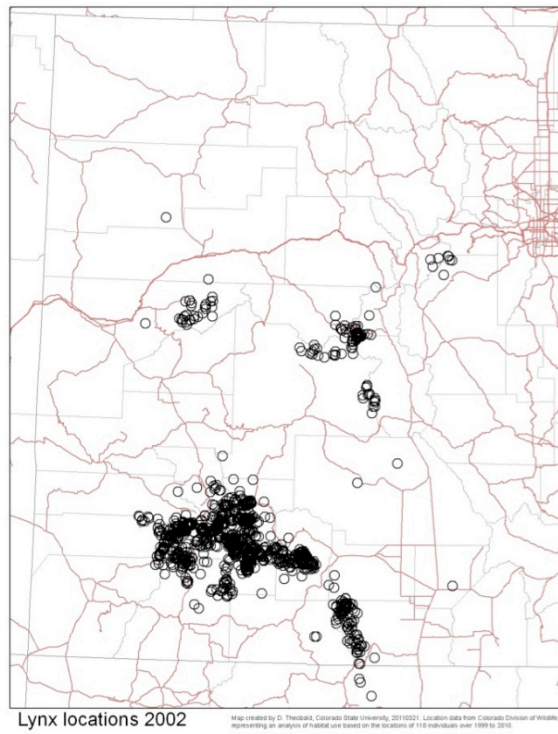 Lynx locations 2002
Map created by D. Theobald, Colorado State University, 20110321. Location data from Colorado Division of Wildlife,
representing an analysis of habitat use based on the locations of 118 individuals over 1999 to 2010.